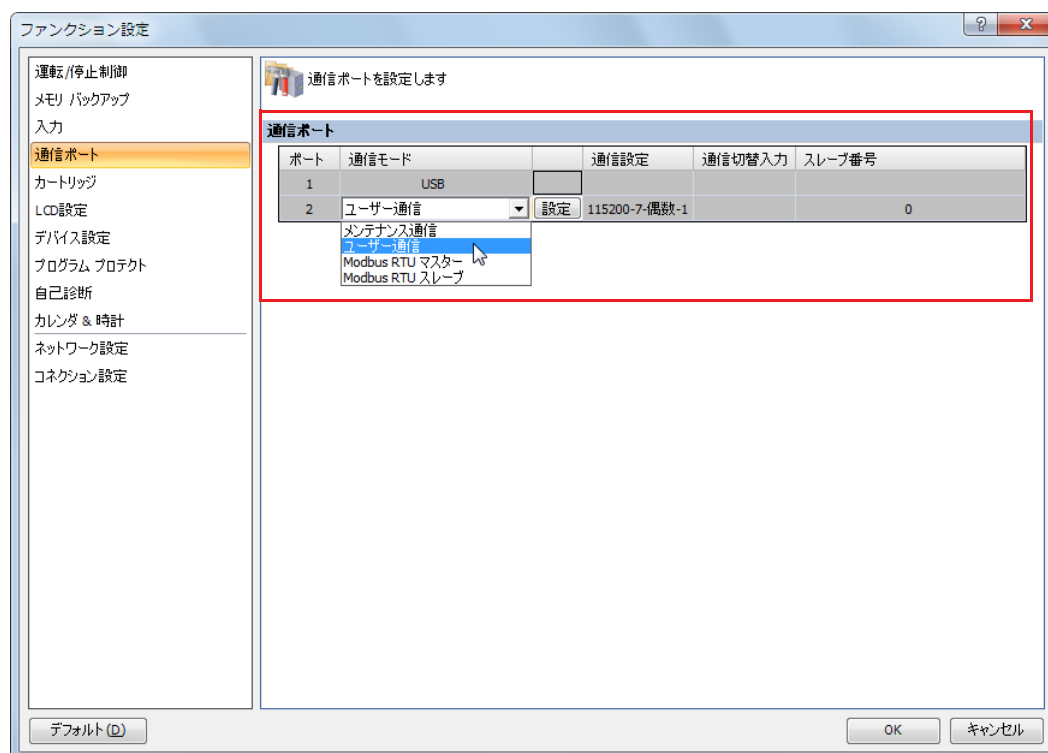 ファンクション設定
運転/停止制御
メモリ バックアップ
入力
通信ポート
カートリッジ
LCD設定
デバイス設定
プログラム プロテクト
自己診断
カレンダ & 時計
ネットワーク設定
コネクション設定
通信ポートを設定します
通信ポート
ポート 通信モード 通信設定 通信切替入力 スレーブ番号
1 USB
2 ユーザー通信 設定 115200-7-偶数-1 0
メンテナンス通信
ユーザー通信
Modbus RTU マスター
Modbus RTU スレーブ
デフォルト(D) OK キャンセル